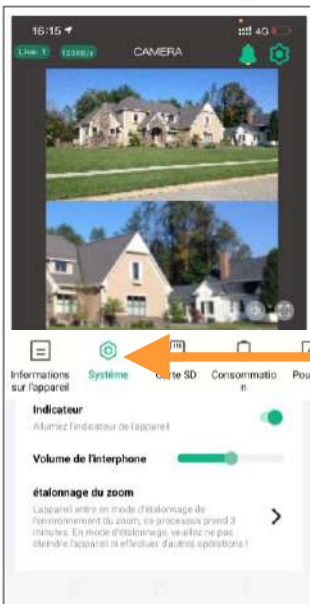 16:15 4G
Live: 1 120KB/s CAMERA
Informations
sur l'appareil
Système
Carte SD
Consommatio
n
Pou
Indicateur
Allumez l'indicateur de l'appareil
Volume de l'interphone
étalonnage du zoom
L'appareil entre en mode d'étalonnage de
l'environnement du zoom, ce processus prend 3
minutes. En mode d'étalonnage, veuillez ne pas
éteindre l'appareil ni effectuer d'autres opérations !